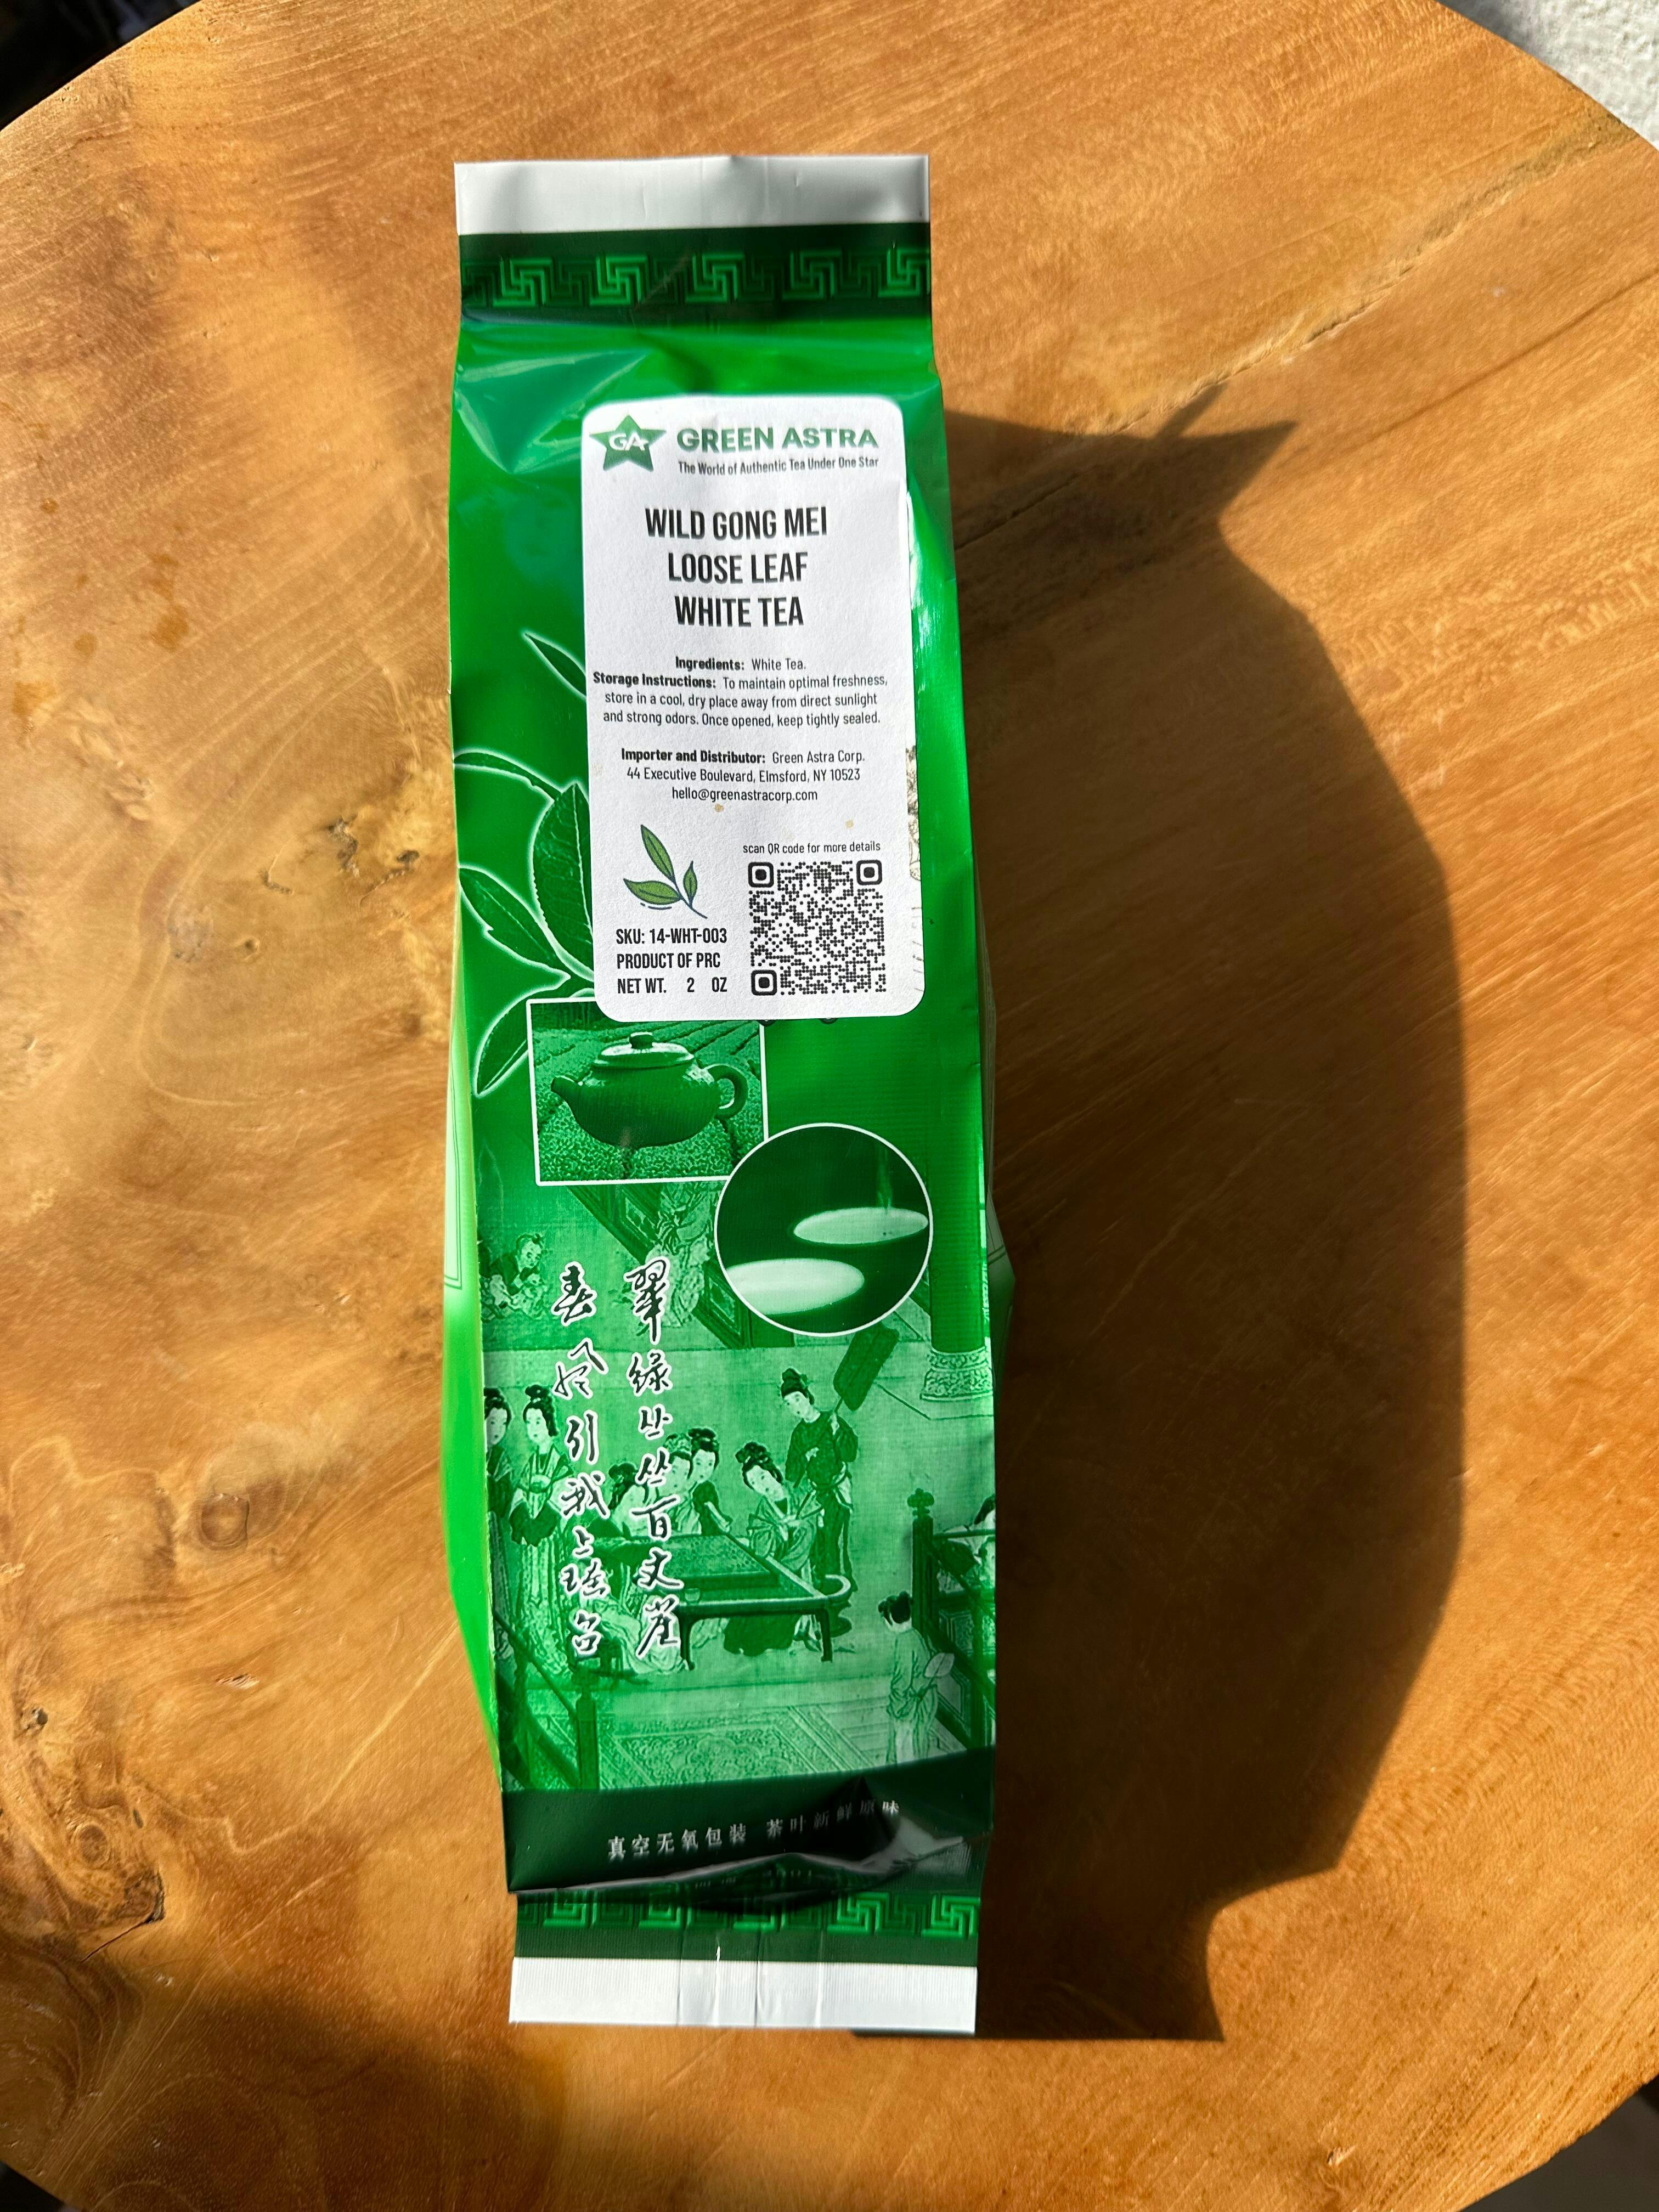 GA
GREEN ASTRA
The World of Authentic Tea Under One Star
WILD GONG MEI
LOOSE LEAF
WHITE TEA
Ingredients: White Tea.
Storage Instructions: To maintain optimal freshness,
store in a cool, dry place away from direct sunlight
and strong odors. Once opened, keep tightly sealed.
Importer and Distributor: Green Astra Corp.
44 Executive Boulevard, Elmsford, NY 10523
hello@greenastracorp.com
scan QR code for more details
SKU: 14-WHT-003
PRODUCT OF PRC
NET WT. 2 OZ
翠綠丛丛百丈崖
春风引我上瑶台
真空无氧包装 茶叶新鲜原味